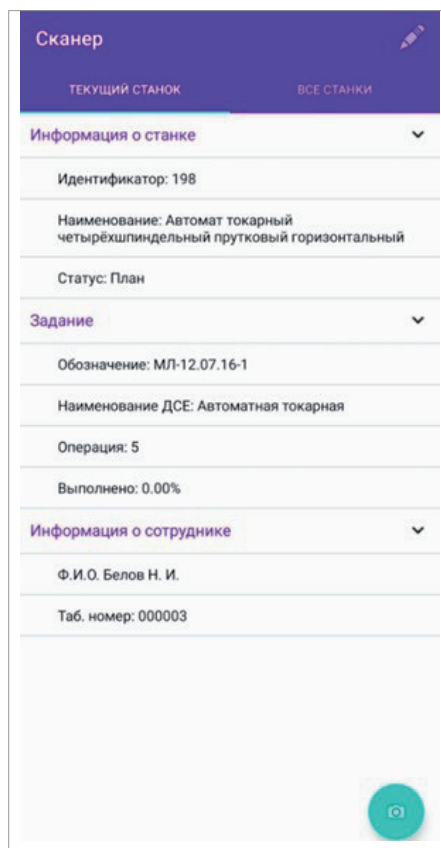 Сканер
ТЕКУЩИЙ СТАНОК
ВСЕ СТАНКИ
Информация о станке
Идентификатор: 198
Наименование: Автомат токарный
четырёхшпиндельный прутковый горизонтальный
Статус: План
Задание
Обозначение: МЛ-12.07.16-1
Наименование ДСЕ: Автоматная токарная
Операция: 5
Выполнено: 0.00%
Информация о сотруднике
Ф.И.О. Белов Н. И.
Таб. номер: 000003